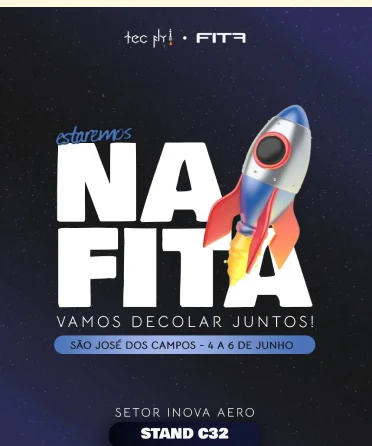 tec ply • FITA
estaremos
NA
FITA
VAMOS DECOLAR JUNTOS!
SÃO JOSÉ DOS CAMPOS - 4 A 6 DE JUNHO
SETOR INOVA AERO
STAND C32